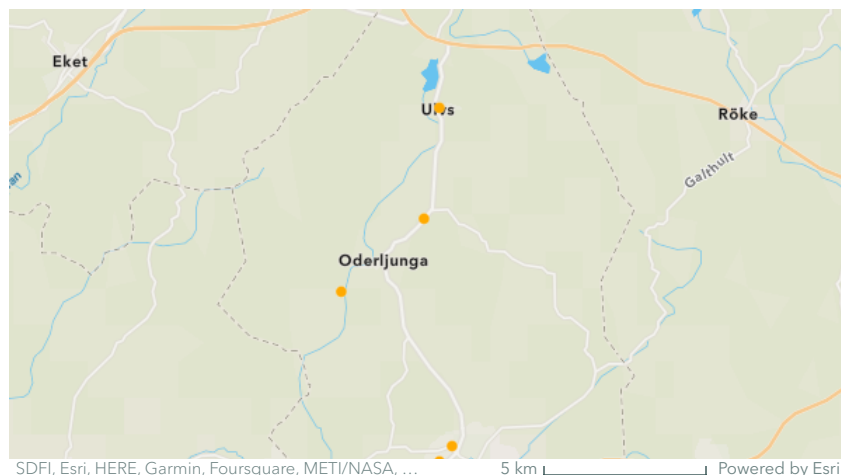 Eket
Röke
Galthult
Oderljunga
SDFI, Esri, HERE, Garmin, Foursquare, METI/NASA, ...
5 km
Powered by Esri